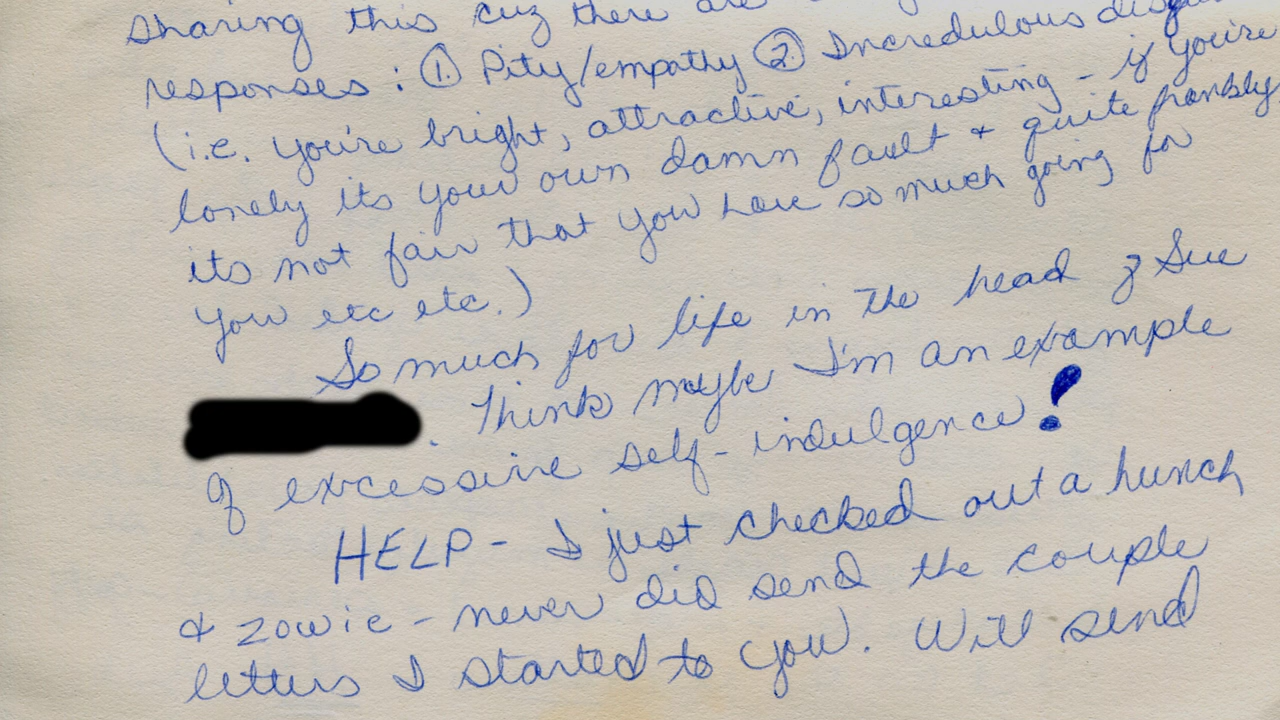 Sharing this cuz there are
responses: ①. Pity/empathy ②. Incredulous
(i.e. you're bright, attractive, interesting - if you're
lonely its your own damn fault & quite frankly
its not fair that you have so much going for
you etc etc.)
So much for life in the head of Sue
. Think maybe I'm an example
of excessive self-indulgence!
HELP - I just checked out a hunch
& zowie - never did send the couple
letters I started to you. Will send